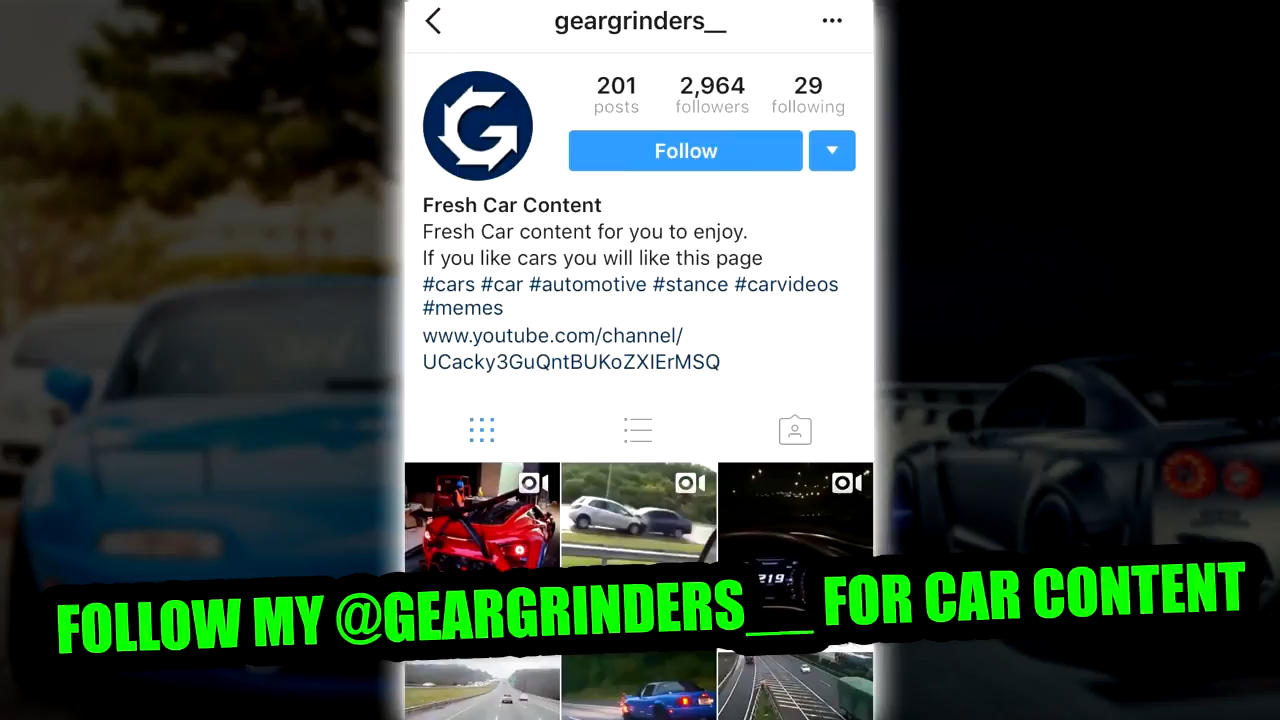 geargrinders__
201 2,964 29
posts followers following
Follow
Fresh Car Content
Fresh Car content for you to enjoy.
If you like cars you will like this page
#cars #car #automotive #stance #carvideos
#memes
www.youtube.com/channel/
UCacky3GuQntBUKoZXIErMSQ
219
FOLLOW MY @GEARGRINDERS__ FOR CAR CONTENT